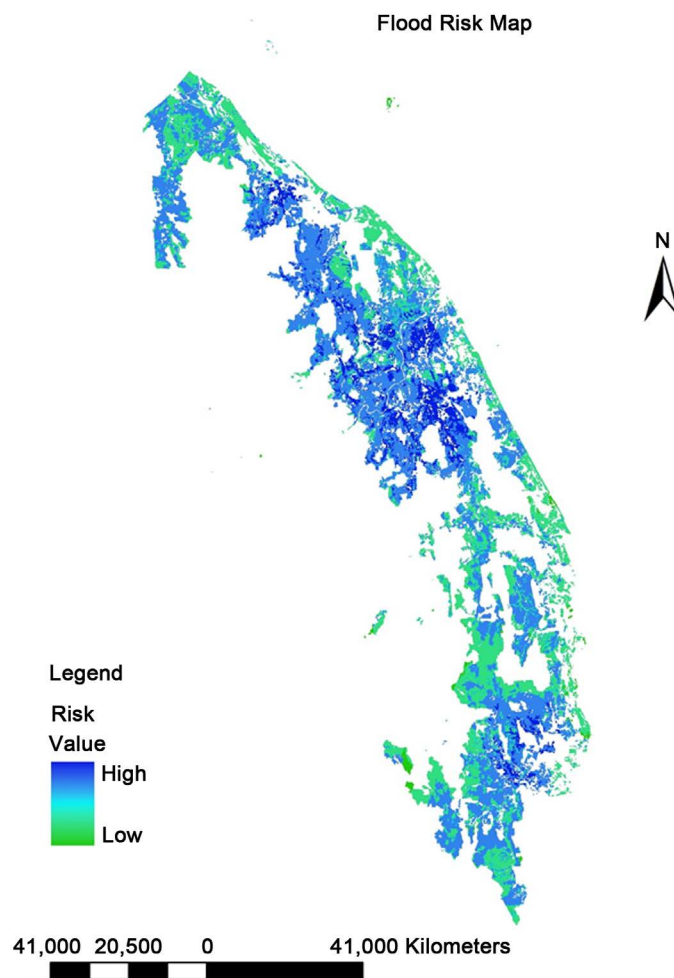 Flood Risk Map
N
Legend
Risk
Value
High
Low
41,000 20,500 0 41,000 Kilometers